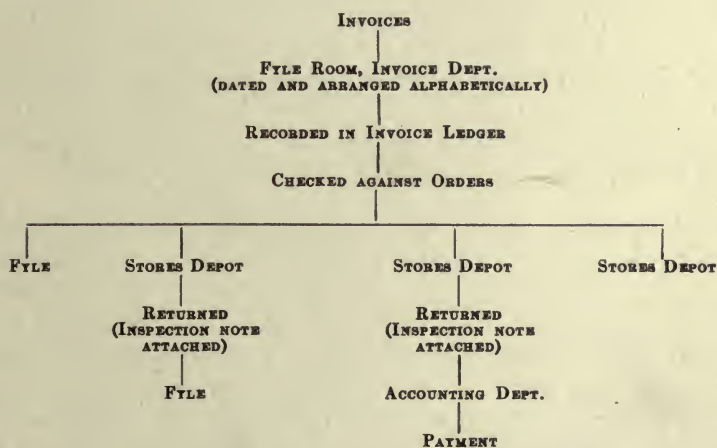 INVOICES
FYLE ROOM, INVOICE DEPT.
(DATED AND ARRANGED ALPHABETICALLY)
RECORDED IN INVOICE LEDGER
CHECKED AGAINST ORDERS
FYLE STORES DEPOT STORES DEPOT STORES DEPOT
RETURNED RETURNED
(INSPECTION NOTE (INSPECTION NOTE
ATTACHED) ATTACHED)
FYLE ACCOUNTING DEPT.
PAYMENT